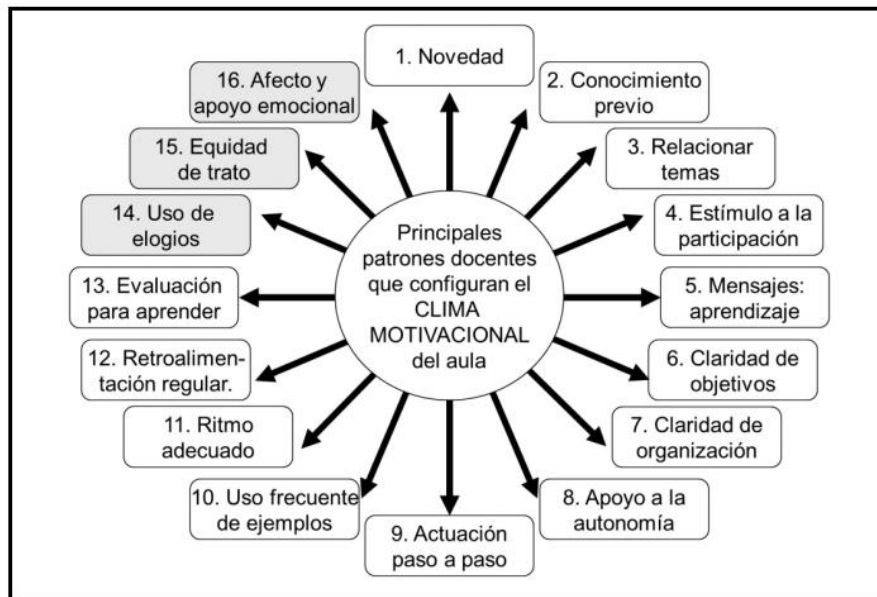 1. Novedad
2. Conocimiento
previo
3. Relacionar
temas
4. Estímulo a la
participación
5. Mensajes:
aprendizaje
6. Claridad de
objetivos
7. Claridad de
organización
8. Apoyo a la
autonomía
9. Actuación
paso a paso
10. Uso frecuente
de ejemplos
11. Ritmo
adecuado
12. Retroalimen-
tación regular.
13. Evaluación
para aprender
14. Uso de
elogios
15. Equidad
de trato
16. Afecto y
apoyo emocional
Principales
patrones docentes
que configuran el
CLIMA
MOTIVACIONAL
del aula